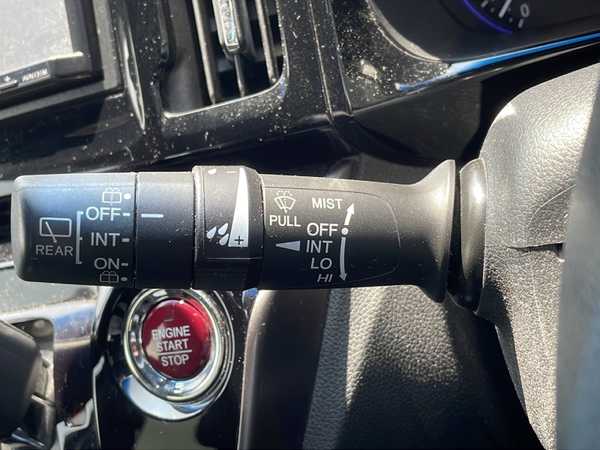 OFF
INT
ON
REAR
- +
PULL
MIST
OFF
INT
LO
HI
ENGINE
START
STOP